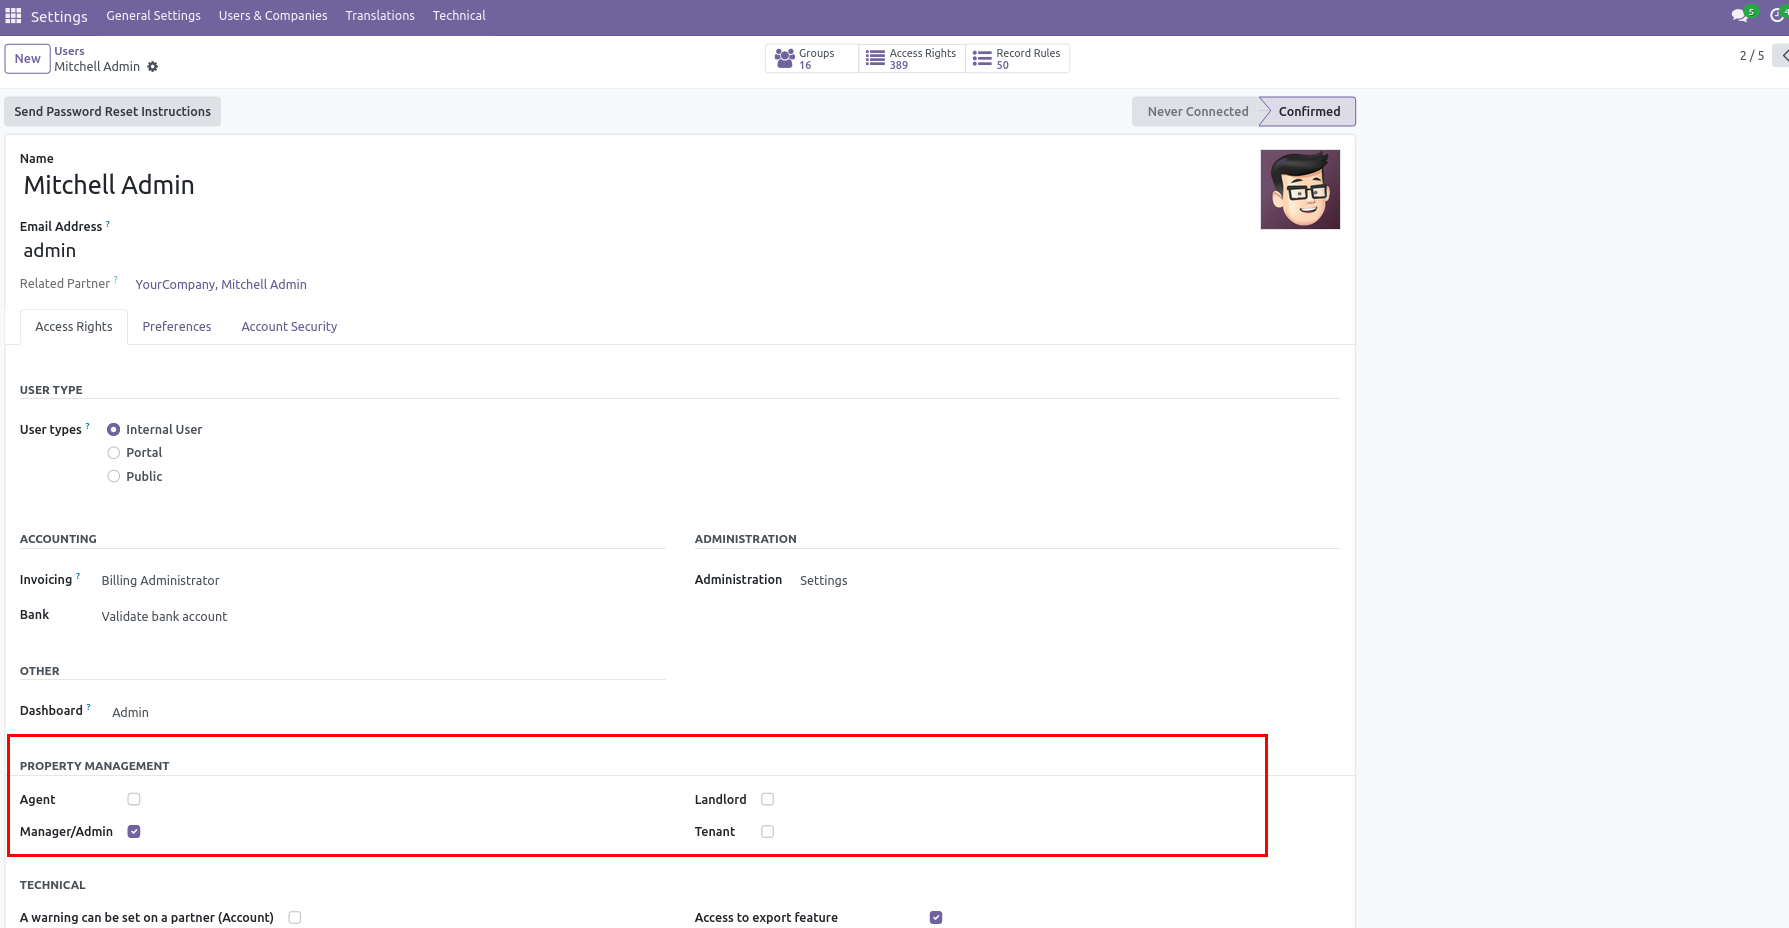 Settings General Settings Users & Companies Translations Technical 5 4
New Users
Mitchell Admin
Groups 16
Access Rights 389
Record Rules 50
2 / 5
Send Password Reset Instructions Never Connected Confirmed
Name
Mitchell Admin
Email Address ?
admin
Related Partner ? YourCompany, Mitchell Admin
Access Rights Preferences Account Security
USER TYPE
User types ? Internal User
Portal
Public
ACCOUNTING ADMINISTRATION
Invoicing ? Billing Administrator Administration Settings
Bank Validate bank account
OTHER
Dashboard ? Admin
PROPERTY MANAGEMENT
Agent Landlord
Manager/Admin Tenant
TECHNICAL
A warning can be set on a partner (Account) Access to export feature